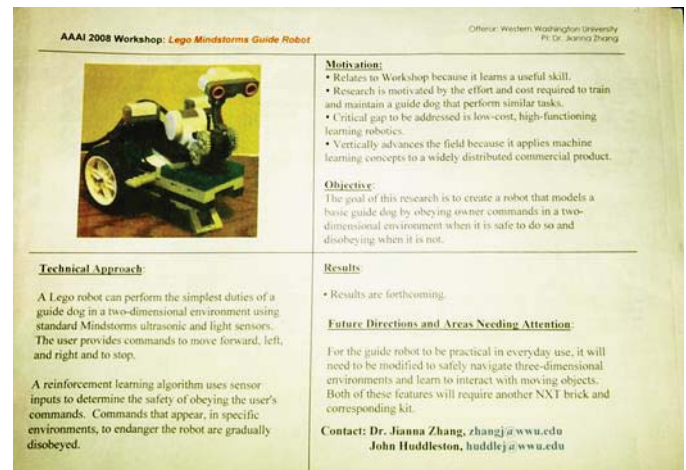 AAAI 2008 Workshop: Lego Mindstorms Guide Robot
Offeror: Western Washington University
PI: Dr. Jianna Zhang
Motivation:
• Relates to Workshop because it learns a useful skill.
• Research is motivated by the effort and cost required to train
and maintain a guide dog that perform similar tasks.
• Critical gap to be addressed is low-cost, high-functioning
learning robotics.
• Vertically advances the field because it applies machine
learning concepts to a widely distributed commercial product.
Objective:
The goal of this research is to create a robot that models a
basic guide dog by obeying owner commands in a two-
dimensional environment when it is safe to do so and
disobeying when it is not.
Technical Approach:
A Lego robot can perform the simplest duties of a
guide dog in a two-dimensional environment using
standard Mindstorms ultrasonic and light sensors.
The user provides commands to move forward, left,
and right and to stop.
A reinforcement learning algorithm uses sensor
inputs to determine the safety of obeying the user's
commands. Commands that appear, in specific
environments, to endanger the robot are gradually
disobeyed.
Results:
• Results are forthcoming.
Future Directions and Areas Needing Attention:
For the guide robot to be practical in everyday use, it will
need to be modified to safely navigate three-dimensional
environments and learn to interact with moving objects.
Both of these features will require another NXT brick and
corresponding kit.
Contact: Dr. Jianna Zhang, zhangj@wwu.edu
John Huddleston, huddlej@wwu.edu